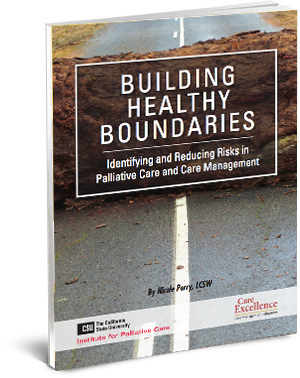 BUILDING
HEALTHY
BOUNDARIES
Identifying and Reducing Risks in
Palliative Care and Care Management
By Nicole Perry, LCSW
CSU The California
State University
Institute for Palliative Care
Care
Excellence